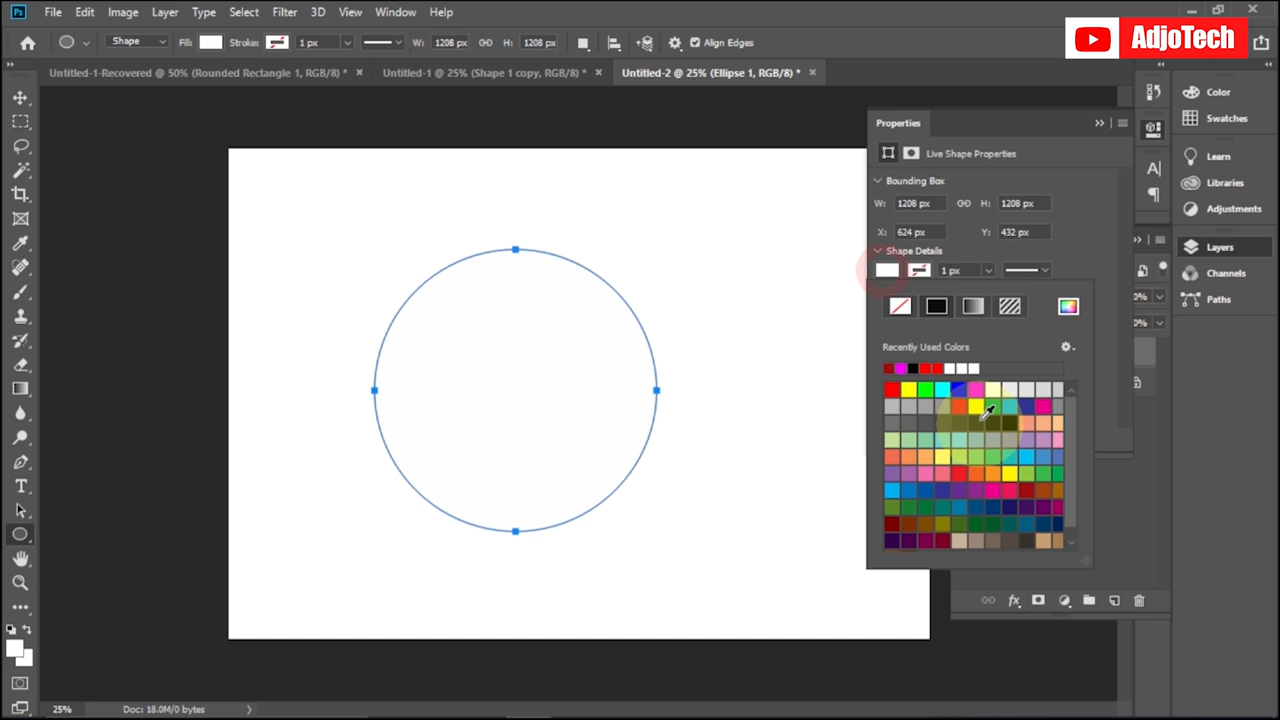 Ps File Edit Image Layer Type Select Filter 3D View Window Help
Shape Fill: Stroke: 1 px W: 1208 px H: 1208 px Align Edges
AdjoTech
Untitled-1-Recovered @ 50% (Rounded Rectangle 1, RGB/8) * × Untitled-1 @ 25% (Shape 1 copy, RGB/8) * × Untitled-2 @ 25% (Ellipse 1, RGB/8) * ×
Color
Swatches
Properties
Live Shape Properties
Learn
Bounding Box
Libraries
W: 1208 px H: 1208 px
Adjustments
X: 624 px Y: 432 px
Shape Details
Layers
1 px
Channels
0%
Paths
0%
Recently Used Colors
25% Doc: 18.0M/0 bytes